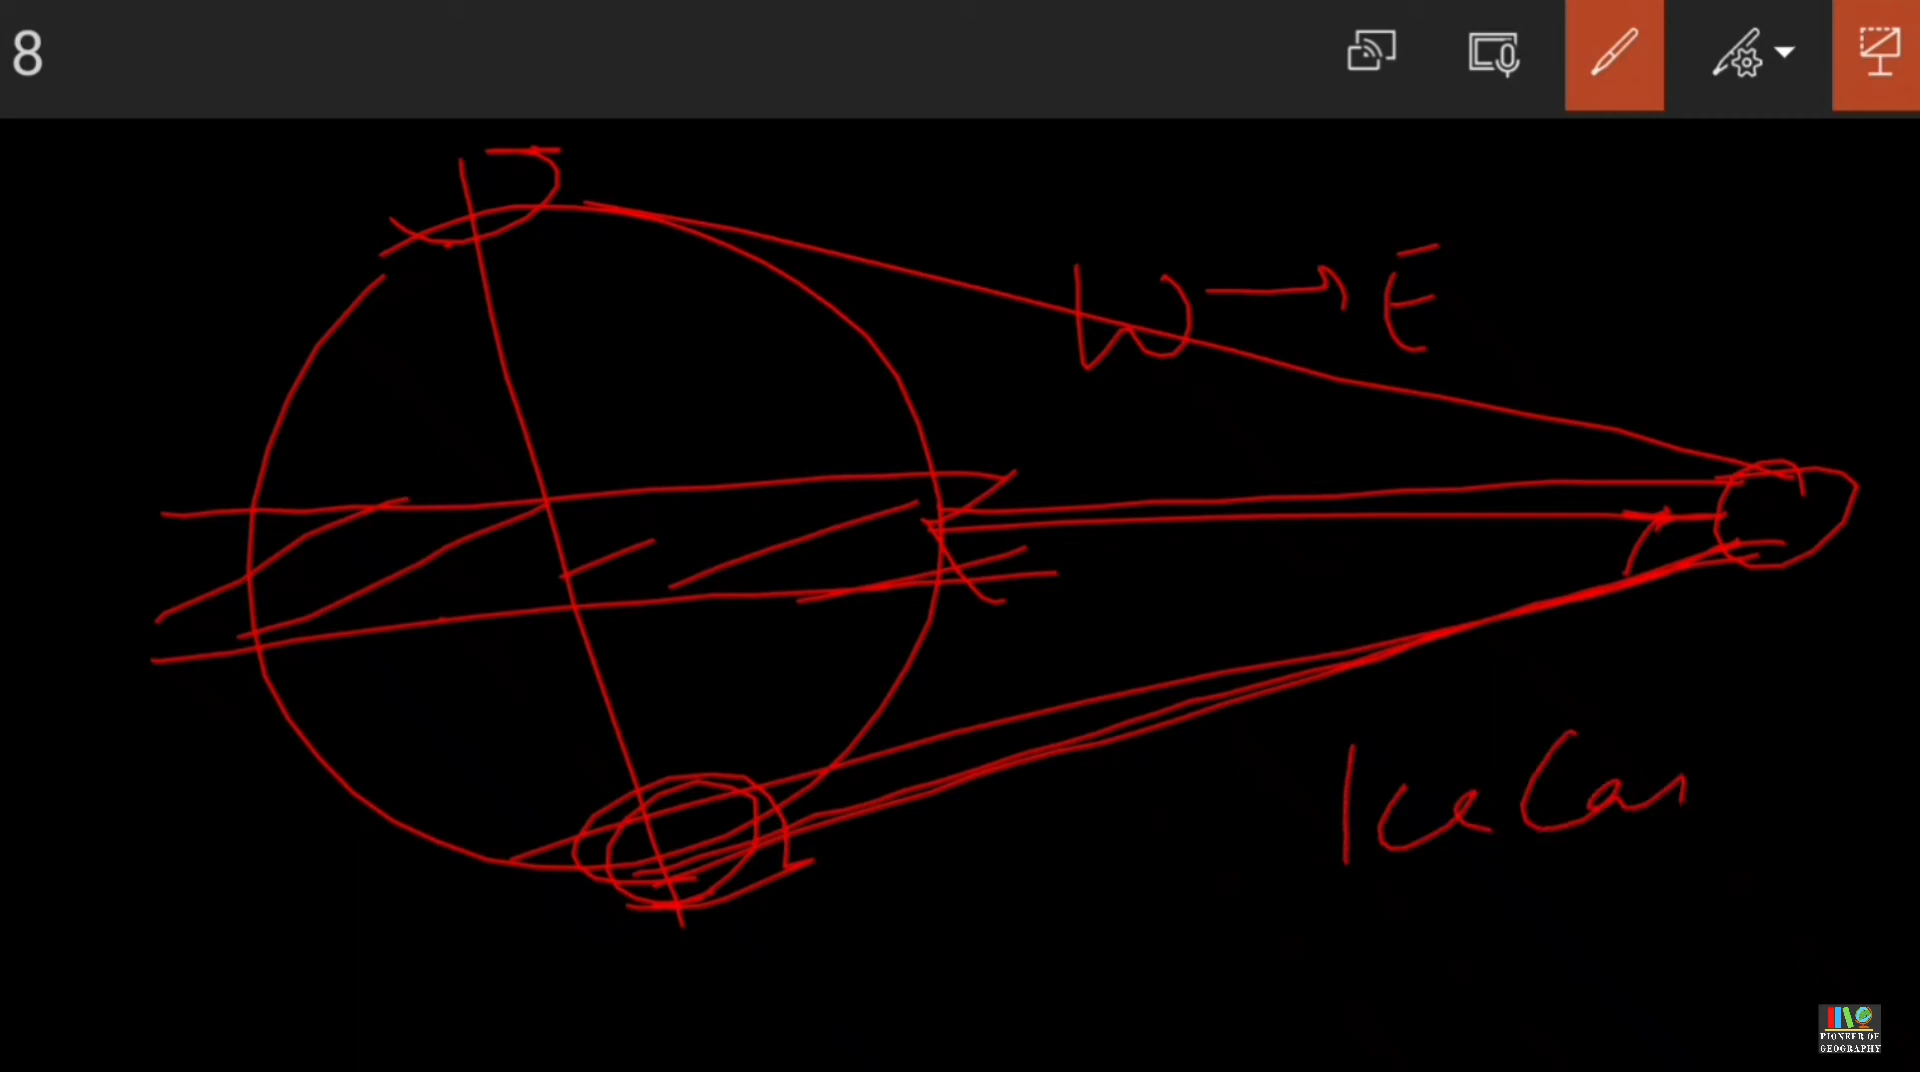 8
W → E
Ice Cap
PIONEER OF
GEOGRAPHY